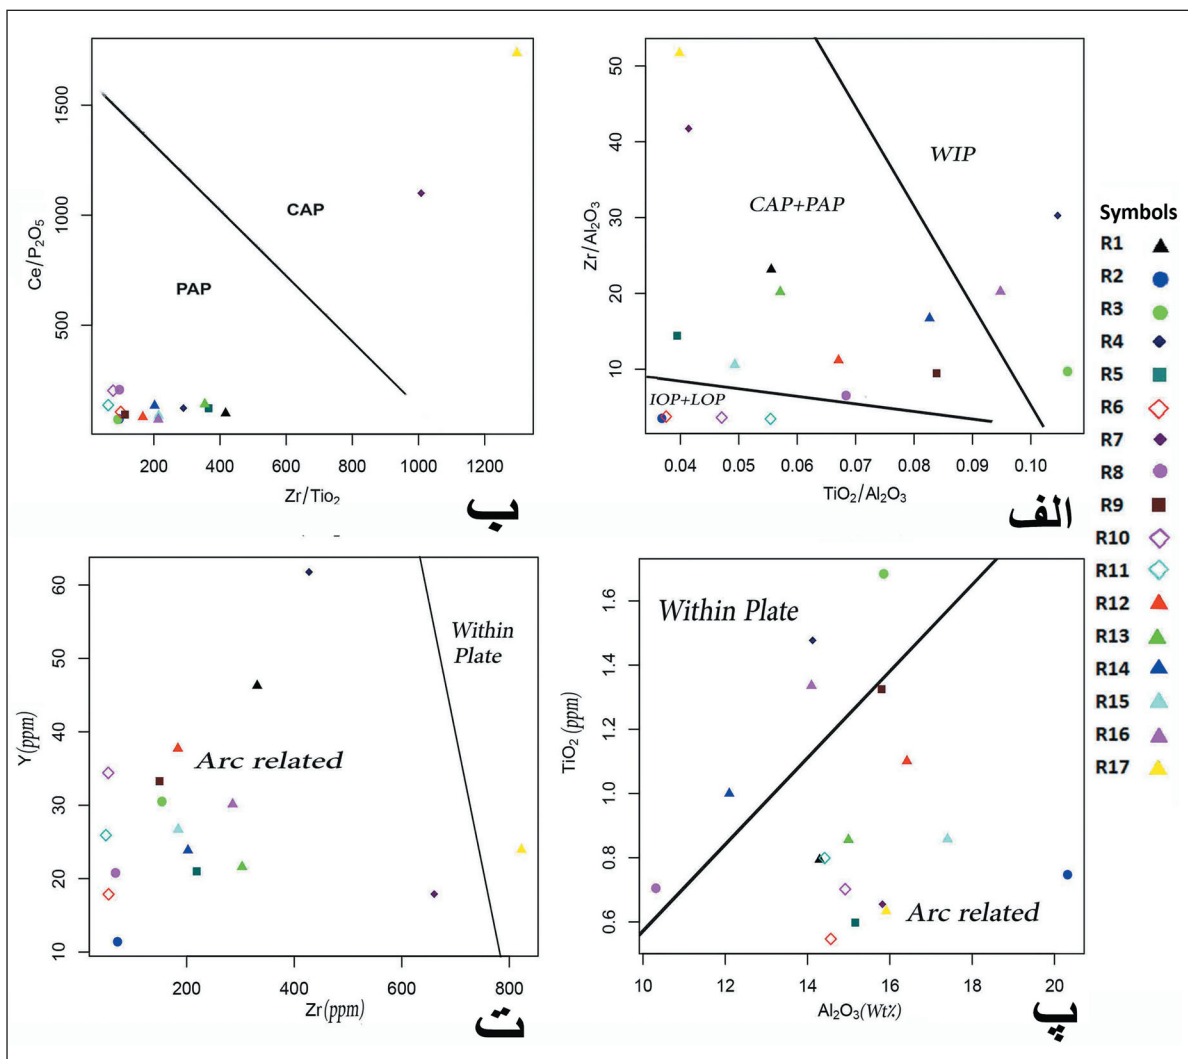 1500
1000
500
Ce/P₂O₅
CAP
PAP
200 400 600 800 1000 1200
Zr/Tio₂
ب
50
40
30
20
10
Zr/Al₂O₃
WIP
CAP+PAP
IOP+LOP
0.04 0.05 0.06 0.07 0.08 0.09 0.10
TiO₂/Al₂O₃
الف
60
50
40
30
20
10
Y(ppm)
Within
Plate
Arc related
200 400 600 800
Zr(ppm)
ت
1.6
1.4
1.2
1.0
0.8
0.6
TiO₂ (ppm)
Within Plate
Arc related
10 12 14 16 18 20
Al₂O₃(Wt%)
پ
Symbols
R1
R2
R3
R4
R5
R6
R7
R8
R9
R10
R11
R12
R13
R14
R15
R16
R17